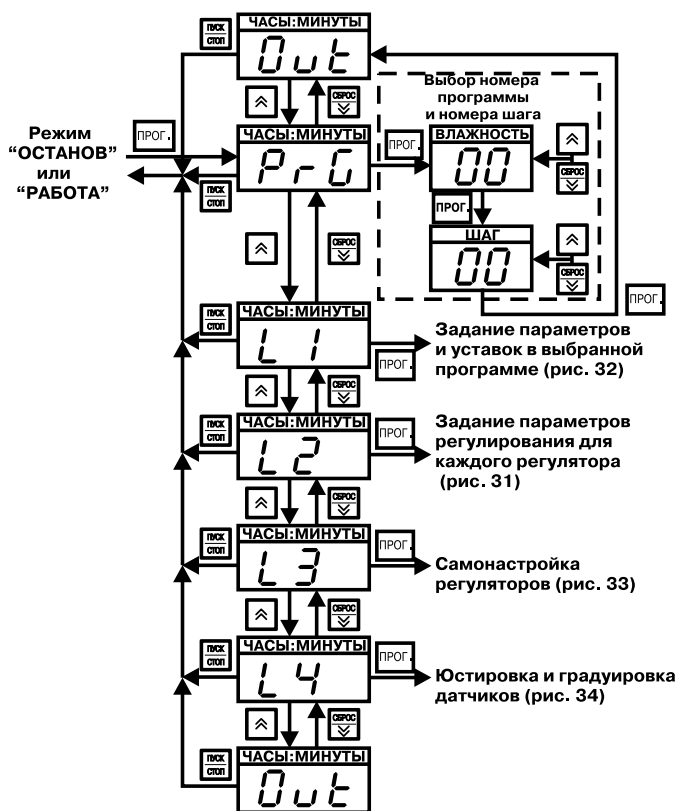 ЧАСЫ:МИНУТЫ
ПУСК
СТОП
Out
СБРОС
Выбор номера
программы
и номера шага
Режим
"ОСТАНОВ"
или
"РАБОТА"
ПРОГ.
ЧАСЫ:МИНУТЫ
PrG
ПУСК
СТОП
ПРОГ.
ВЛАЖНОСТЬ
00
СБРОС
ПРОГ.
ШАГ
00
СБРОС
ПРОГ.
СБРОС
ЧАСЫ:МИНУТЫ
ПУСК
СТОП
L1
ПРОГ.
Задание параметров
и уставок в выбранной
программе (рис. 32)
СБРОС
ЧАСЫ:МИНУТЫ
ПУСК
СТОП
L2
ПРОГ.
Задание параметров
регулирования для
каждого регулятора
(рис. 31)
СБРОС
ЧАСЫ:МИНУТЫ
ПУСК
СТОП
L3
ПРОГ.
Самонастройка
регуляторов (рис. 33)
СБРОС
ЧАСЫ:МИНУТЫ
ПУСК
СТОП
L4
ПРОГ.
Юстировка и градуировка
датчиков (рис. 34)
СБРОС
ЧАСЫ:МИНУТЫ
ПУСК
СТОП
Out